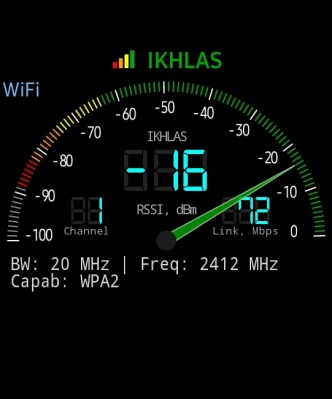 IKHLAS
WiFi
-100
-90
-80
-70
-60
-50
-40
-30
-20
-10
0
IKHLAS
-16
RSSI, dBm
1
Channel
72
Link, Mbps
BW: 20 MHz | Freq: 2412 MHz
Capab: WPA2